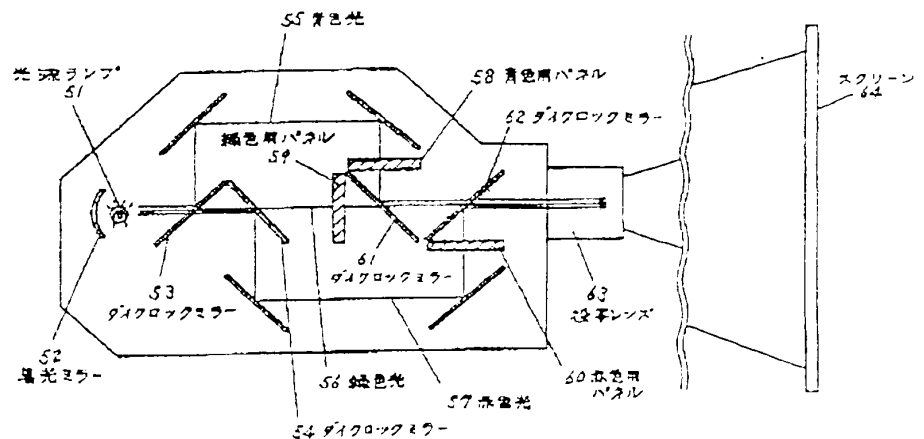 55 青色光
光源ランプ
51
58 青色用パネル
62 ダイクロックミラー
スクリーン
64
緑色用パネル
59
61
ダイクロックミラー
53
ダイクロックミラー
63
投写レンズ
52
集光ミラー
56 緑色光
57 赤色光
60 赤色用
パネル
54 ダイクロックミラー